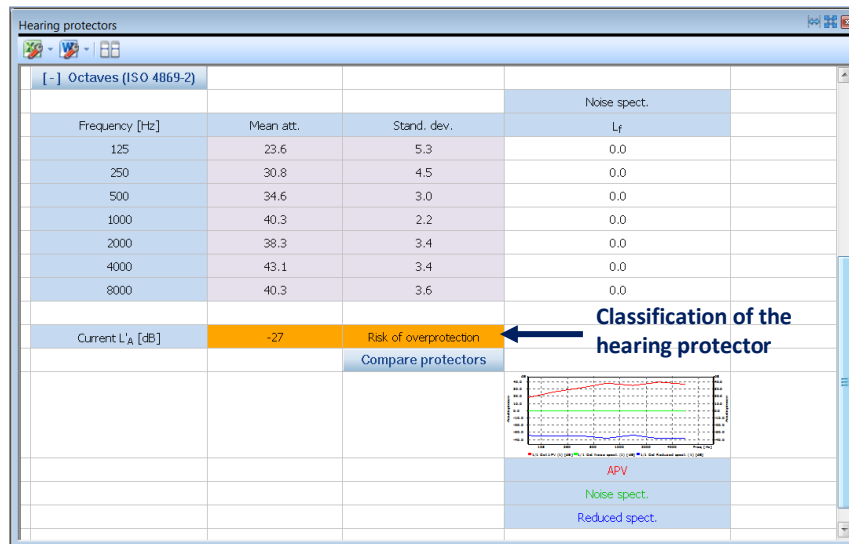 Hearing protectors
[-] Octaves (ISO 4869-2)
Noise spect.
Frequency [Hz] Mean att. Stand. dev. Lf
125 23.6 5.3 0.0
250 30.8 4.5 0.0
500 34.6 3.0 0.0
1000 40.3 2.2 0.0
2000 38.3 3.4 0.0
4000 43.1 3.4 0.0
8000 40.3 3.6 0.0
Current L'A [dB] -27 Risk of overprotection
Classification of the
hearing protector
Compare protectors
APV
Noise spect.
Reduced spect.